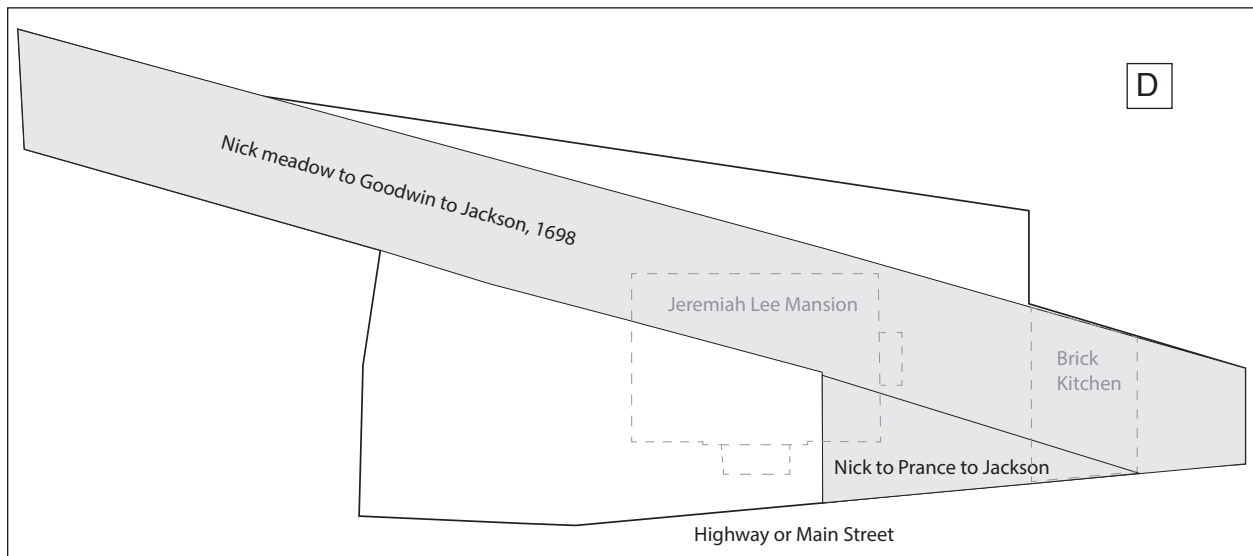 D
Nick meadow to Goodwin to Jackson, 1698
Jeremiah Lee Mansion
Brick
Kitchen
Nick to Prance to Jackson
Highway or Main Street